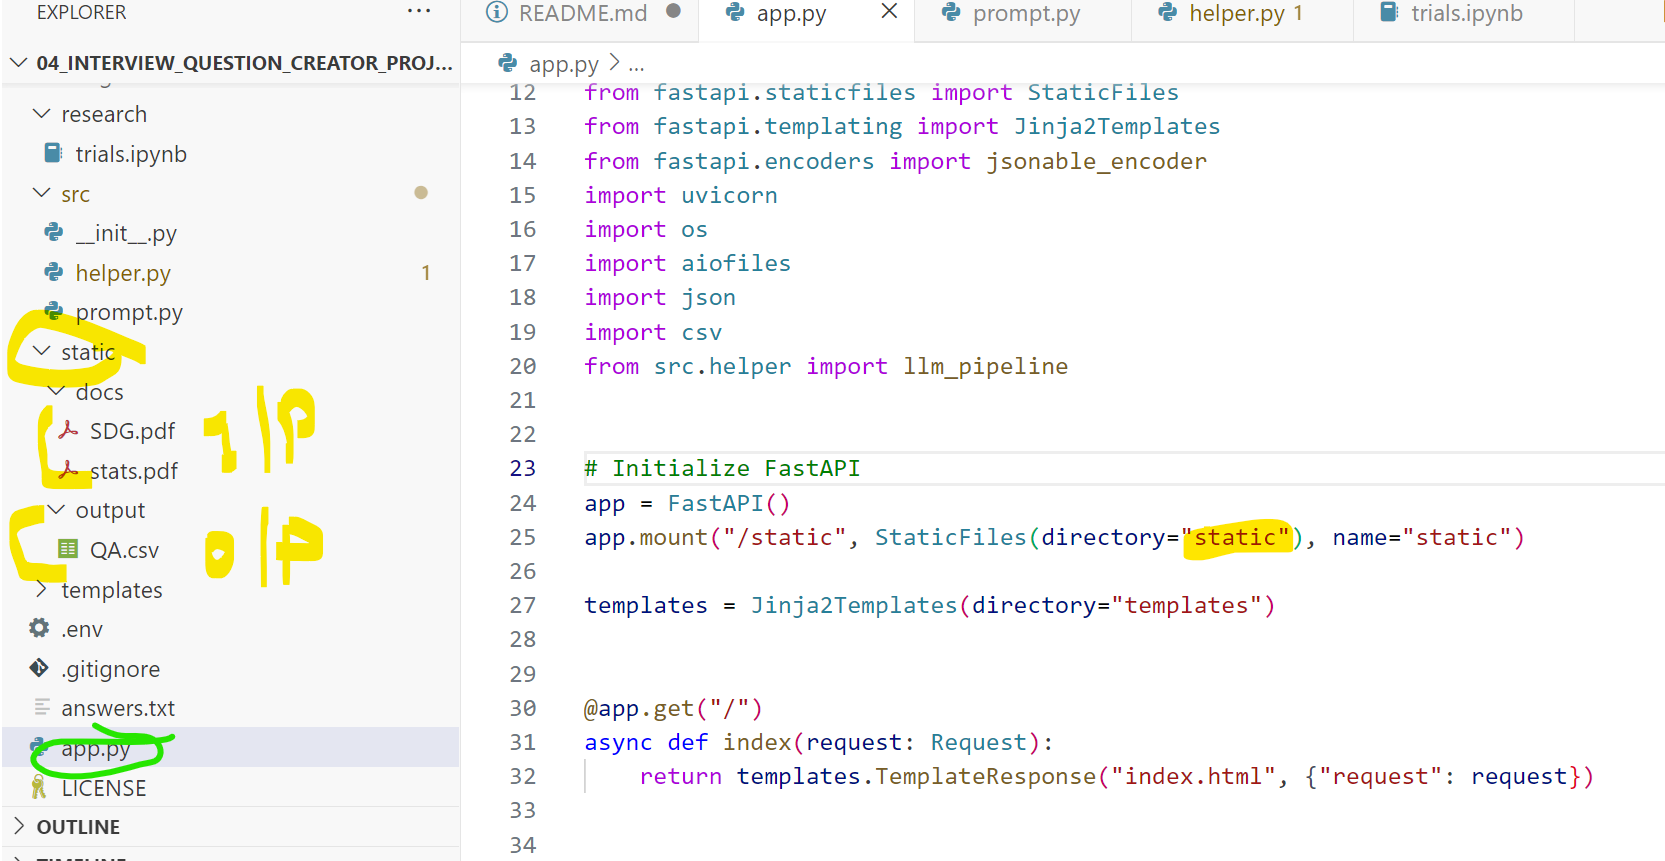 EXPLORER ...
04_INTERVIEW_QUESTION_CREATOR_PROJ...
research
trials.ipynb
src
__init__.py
helper.py 1
prompt.py
static
docs
SDG.pdf
stats.pdf
1|P
output
QA.csv
O|P
templates
.env
.gitignore
answers.txt
app.py
LICENSE
OUTLINE
TIMELINE
README.md
app.py
prompt.py
helper.py 1
trials.ipynb
app.py > ...
12 from fastapi.staticfiles import StaticFiles
13 from fastapi.templating import Jinja2Templates
14 from fastapi.encoders import jsonable_encoder
15 import uvicorn
16 import os
17 import aiofiles
18 import json
19 import csv
20 from src.helper import llm_pipeline
21
22
23 # Initialize FastAPI
24 app = FastAPI()
25 app.mount("/static", StaticFiles(directory="static"), name="static")
26
27 templates = Jinja2Templates(directory="templates")
28
29
30 @app.get("/")
31 async def index(request: Request):
32 return templates.TemplateResponse("index.html", {"request": request})
33
34